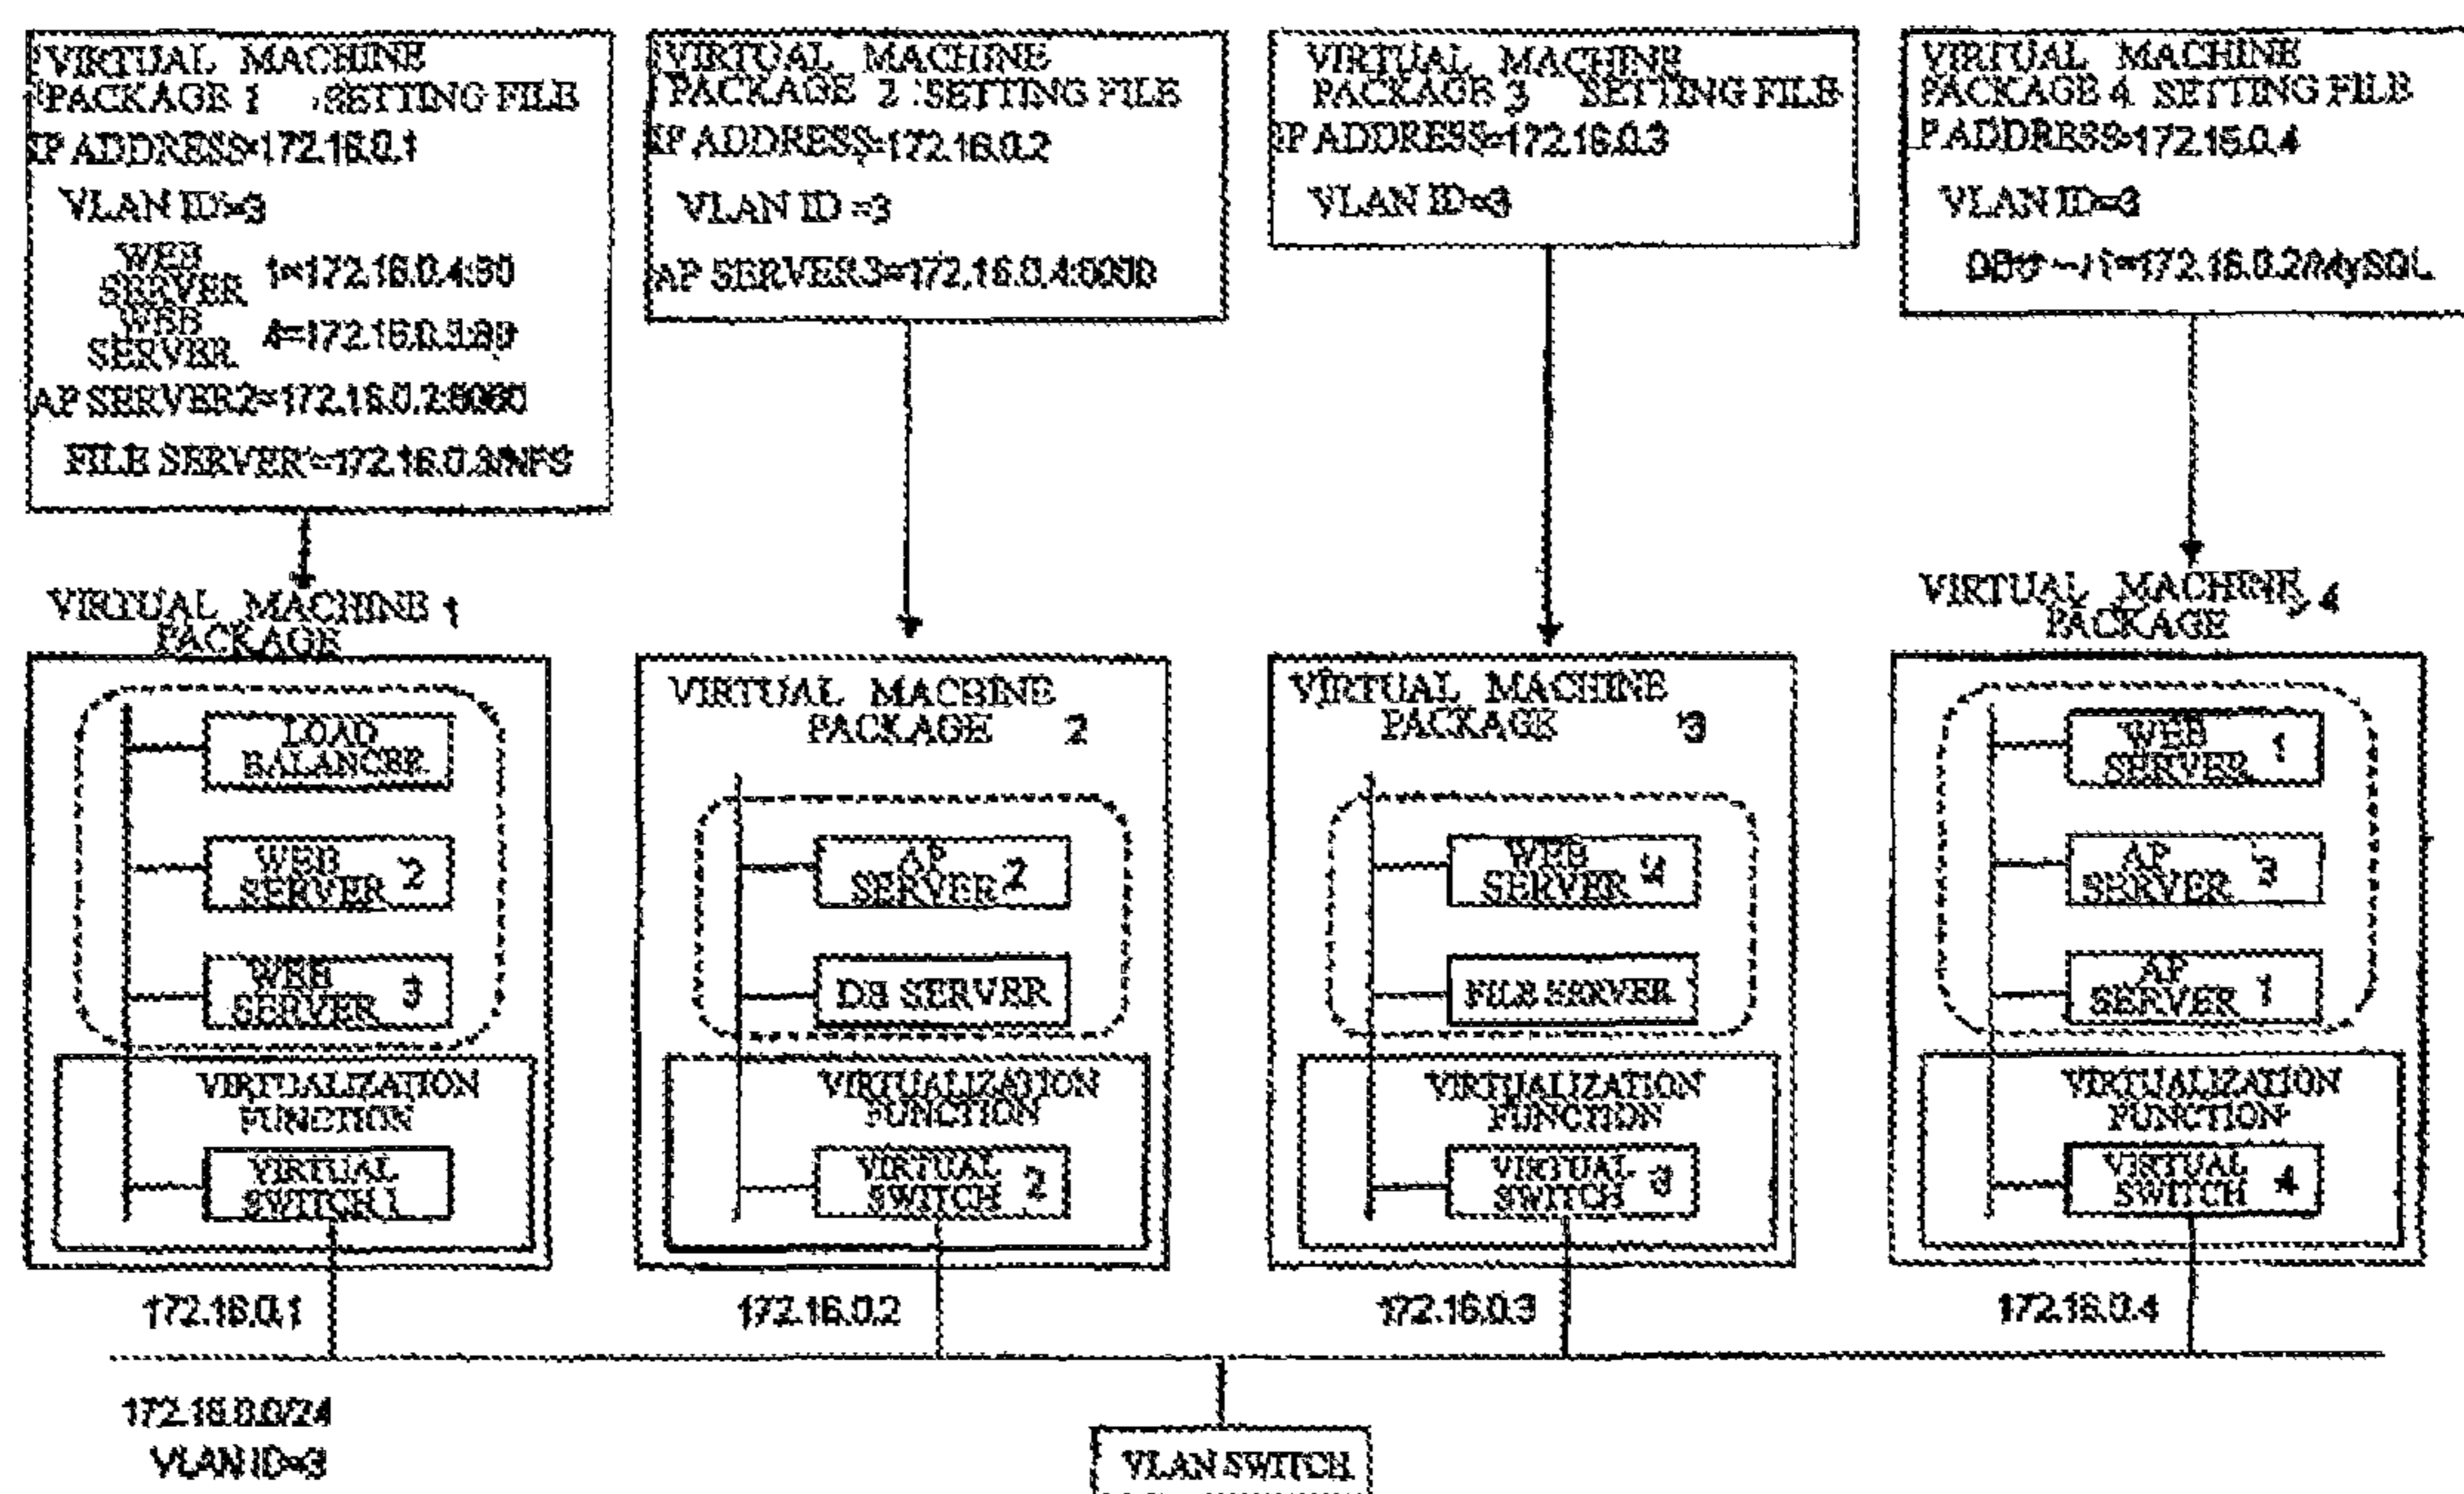 VIRTUAL MACHINE
PACKAGE 1 SETTING FILE
IP ADDRESS=172.16.0.1
VLAN ID=3
WEB
SERVER 1=172.16.0.4:80
WEB
SERVER
AP SERVER2=172.16.0.2:8080
FILE SERVER=172.16.0.3/NFS
VIRTUAL MACHINE
PACKAGE 2 SETTING FILE
IP ADDRESS=172.16.0.2
VLAN ID =3
AP SERVER3=172.16.0.4:8080
VIRTUAL MACHINE
PACKAGE 3 SETTING FILE
IP ADDRESS=172.16.0.3
VLAN ID=3
VIRTUAL MACHINE
PACKAGE 4 SETTING FILE
IP ADDRESS=172.16.0.4
VLAN ID=3
DBサーバ=172.16.0.2/MySQL
VIRTUAL MACHINE 1
PACKAGE
LOAD
BALANCER
WEB
SERVER 2
WEB
SERVER 3
VIRTUALIZATION
FUNCTION
VIRTUAL
SWITCH 1
VIRTUAL MACHINE
PACKAGE 2
AP
SERVER 2
DB SERVER
VIRTUALIZATION
FUNCTION
VIRTUAL
SWITCH 2
VIRTUAL MACHINE
PACKAGE 3
WEB
SERVER
FILE SERVER
VIRTUALIZATION
FUNCTION
VIRTUAL
SWITCH 3
VIRTUAL MACHINE 4
PACKAGE
WEB
SERVER 1
AP
SERVER 3
AP
SERVER 1
VIRTUALIZATION
FUNCTION
VIRTUAL
SWITCH 4
172.16.0.1
172.16.0.2
172.16.0.3
172.16.0.4
172.16.0.0/24
VLAN ID=3
VLAN SWITCH